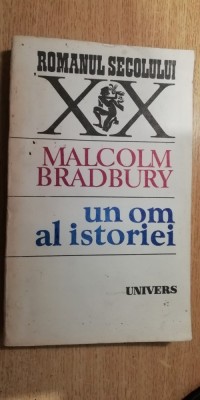 ROMANUL SECOLULUI
XX
MALCOLM
BRADBURY
un om
al istoriei
UNIVERS